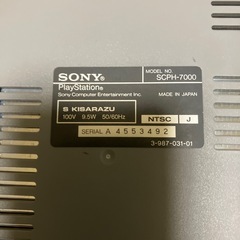 SONY®
MODEL NO. SCPH-7000
PlayStation®
Sony Computer Entertainment Inc.
MADE IN JAPAN
S KISARAZU
100V 9.5W 50/60Hz
NTSC J
SERIAL A 4553492
3-987-031-01